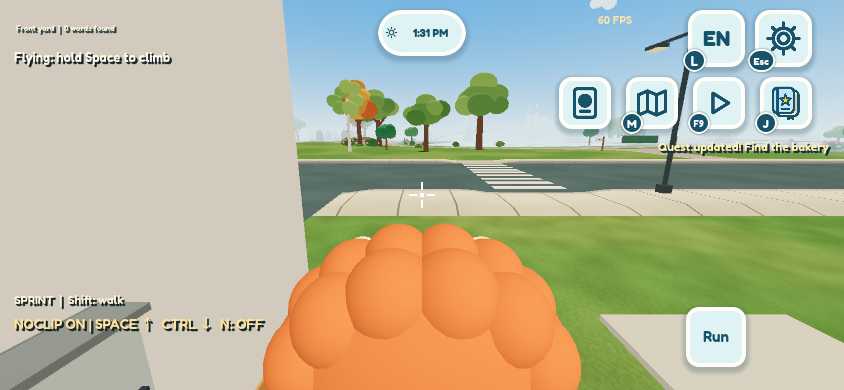 Front yard | 0 words found
Flying: hold Space to climb
1:31 PM
60 FPS
EN
L
Esc
M
F9
J
Quest updated! Find the bakery
SPRINT | Shift: walk
NOCLIP ON | SPACE ↑ CTRL ↓ N: OFF
Run